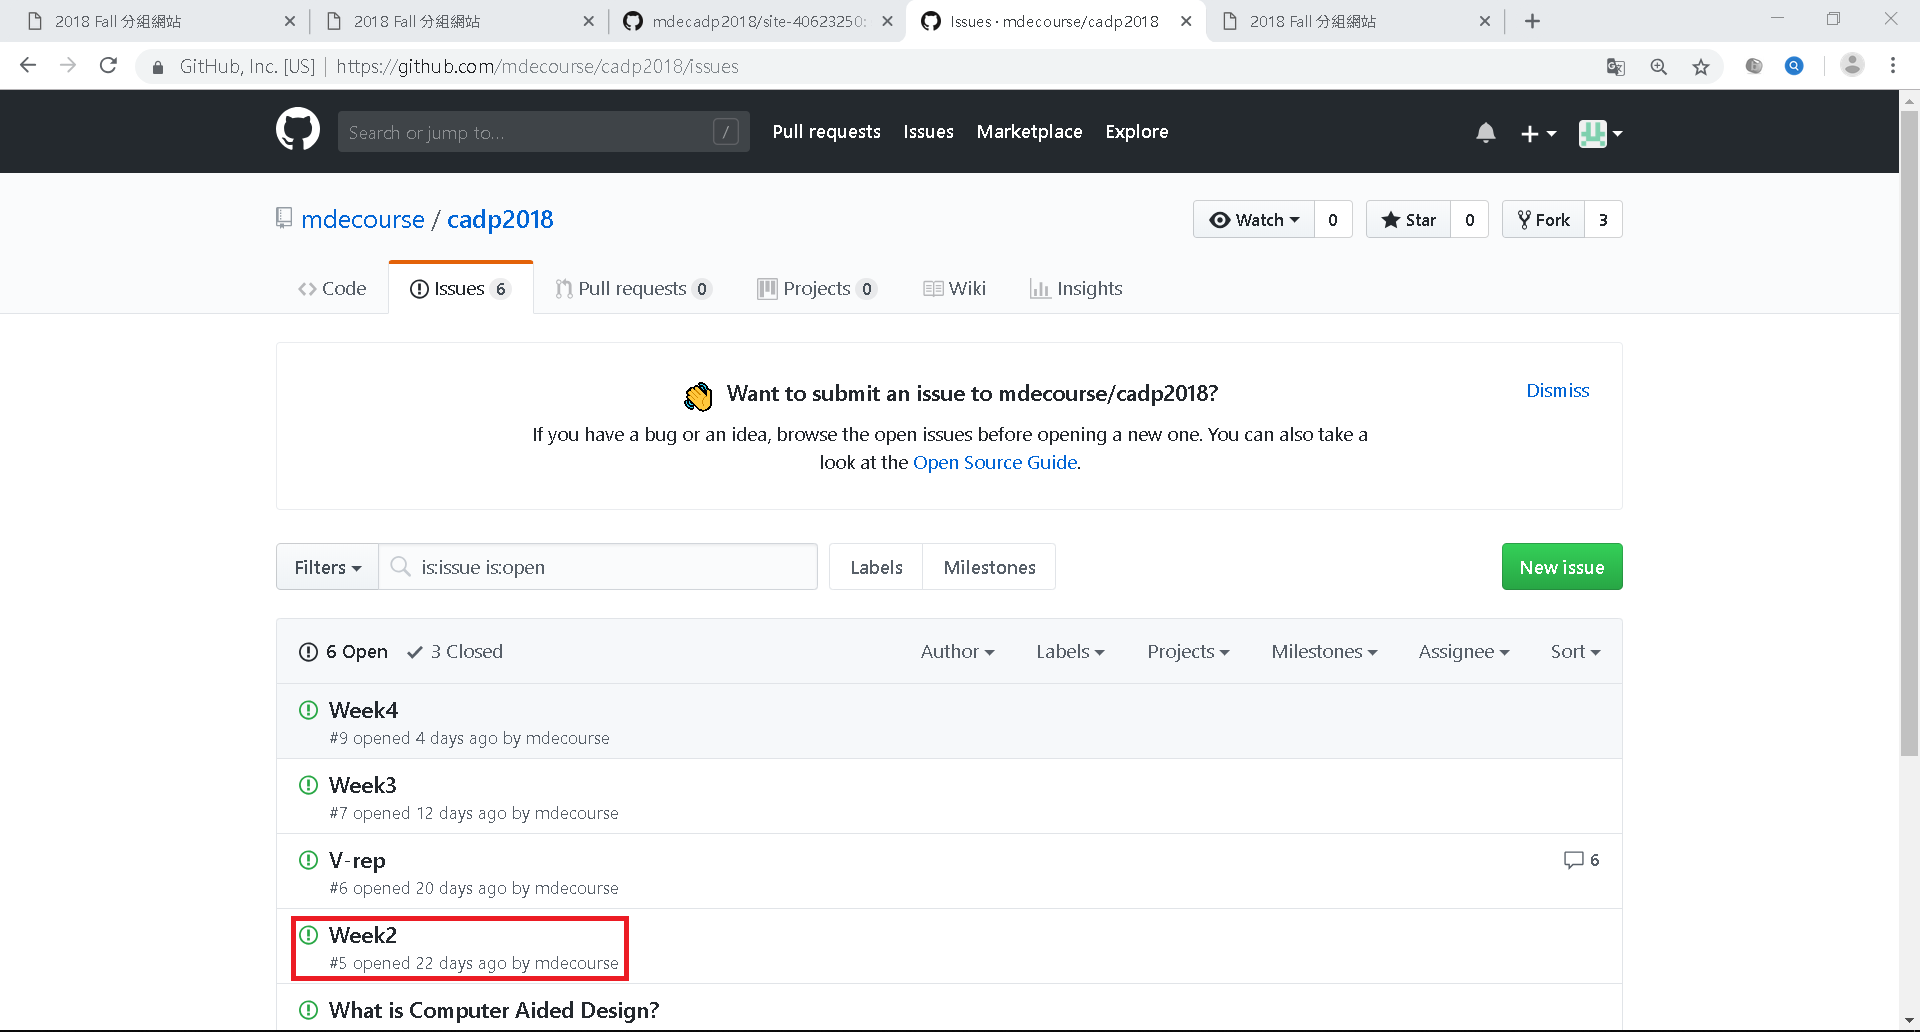 2018 Fall 分組網站
2018 Fall 分組網站
mdecadp2018/site-40623250:
Issues · mdecourse/cadp2018
2018 Fall 分組網站
GitHub, Inc. [US] | https://github.com/mdecourse/cadp2018/issues
Search or jump to...
/
Pull requests
Issues
Marketplace
Explore
mdecourse / cadp2018
Watch
0
Star
0
Fork
3
Code
Issues 6
Pull requests 0
Projects 0
Wiki
Insights
Want to submit an issue to mdecourse/cadp2018?
Dismiss
If you have a bug or an idea, browse the open issues before opening a new one. You can also take a
look at the Open Source Guide.
Filters
is:issue is:open
Labels
Milestones
New issue
6 Open
3 Closed
Author
Labels
Projects
Milestones
Assignee
Sort
Week4
#9 opened 4 days ago by mdecourse
Week3
#7 opened 12 days ago by mdecourse
V-rep
6
#6 opened 20 days ago by mdecourse
Week2
#5 opened 22 days ago by mdecourse
What is Computer Aided Design?